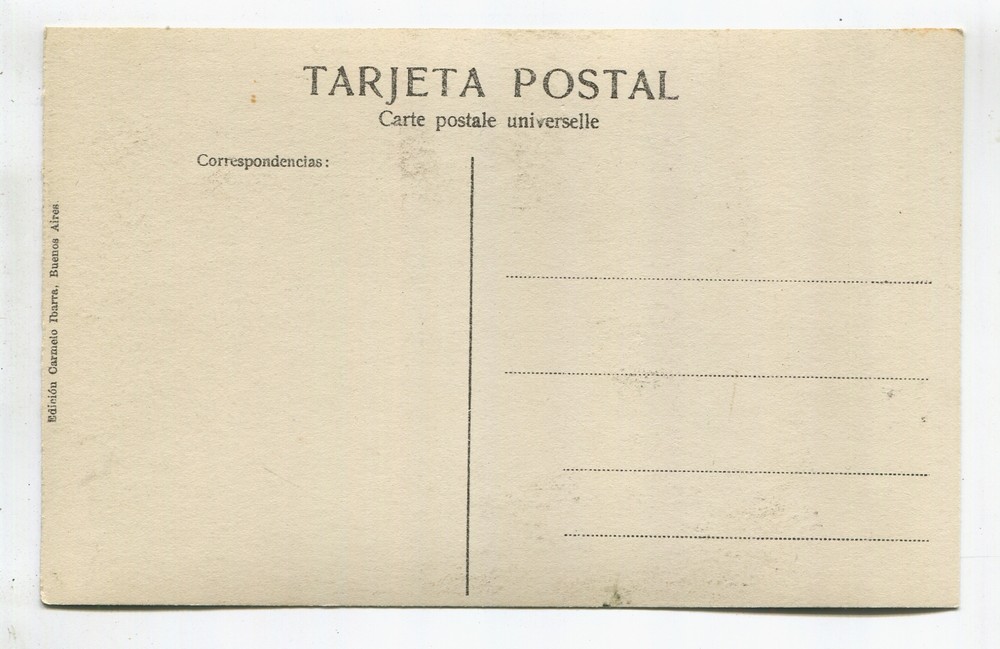 TARJETA POSTAL
Carte postale universelle
Correspondencias:
Edición Carmelo Ibarra, Buenos Aires